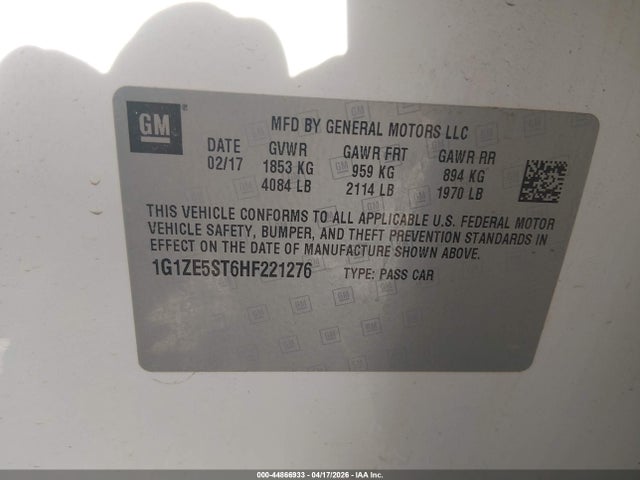 GM
MFD BY GENERAL MOTORS LLC
DATE GVWR GAWR FRT GAWR RR
02/17 1853 KG 959 KG 894 KG
4084 LB 2114 LB 1970 LB
THIS VEHICLE CONFORMS TO ALL APPLICABLE U.S. FEDERAL MOTOR
VEHICLE SAFETY, BUMPER, AND THEFT PREVENTION STANDARDS IN
EFFECT ON THE DATE OF MANUFACTURE SHOWN ABOVE.
1G1ZE5ST6HF221276 TYPE: PASS CAR
000-44866933 - 04/17/2026 - IAA Inc.